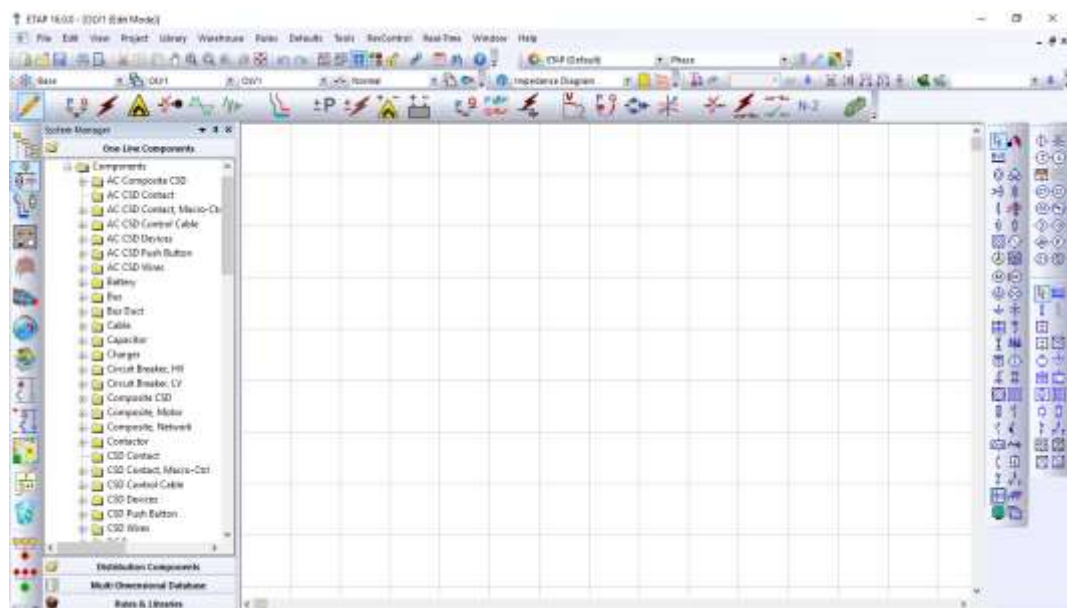 ETAP 16.0.0 - [OLV1 (Edit Mode)]
File Edit View Project Library Warehouse Rules Defaults Tools RevControl Real-Time Window Help
ETAP (Default) Phase
Base OLV1 Normal Impedance Diagram
N-2
System Manager
One Line Components
Components
AC Composite CSD
AC CSD Contact
AC CSD Contact, Macro-Ctr
AC CSD Control Cable
AC CSD Devices
AC CSD Push Button
AC CSD Wires
Battery
Bus
Bus Duct
Cable
Capacitor
Charger
Circuit Breaker, HV
Circuit Breaker, LV
Composite CSD
Composite, Motor
Composite, Network
Contactor
CSD Contact
CSD Contact, Macro-Ctrl
CSD Control Cable
CSD Devices
CSD Push Button
CSD Wires
Distribution Components
Multi-Dimensional Database
Rules & Libraries